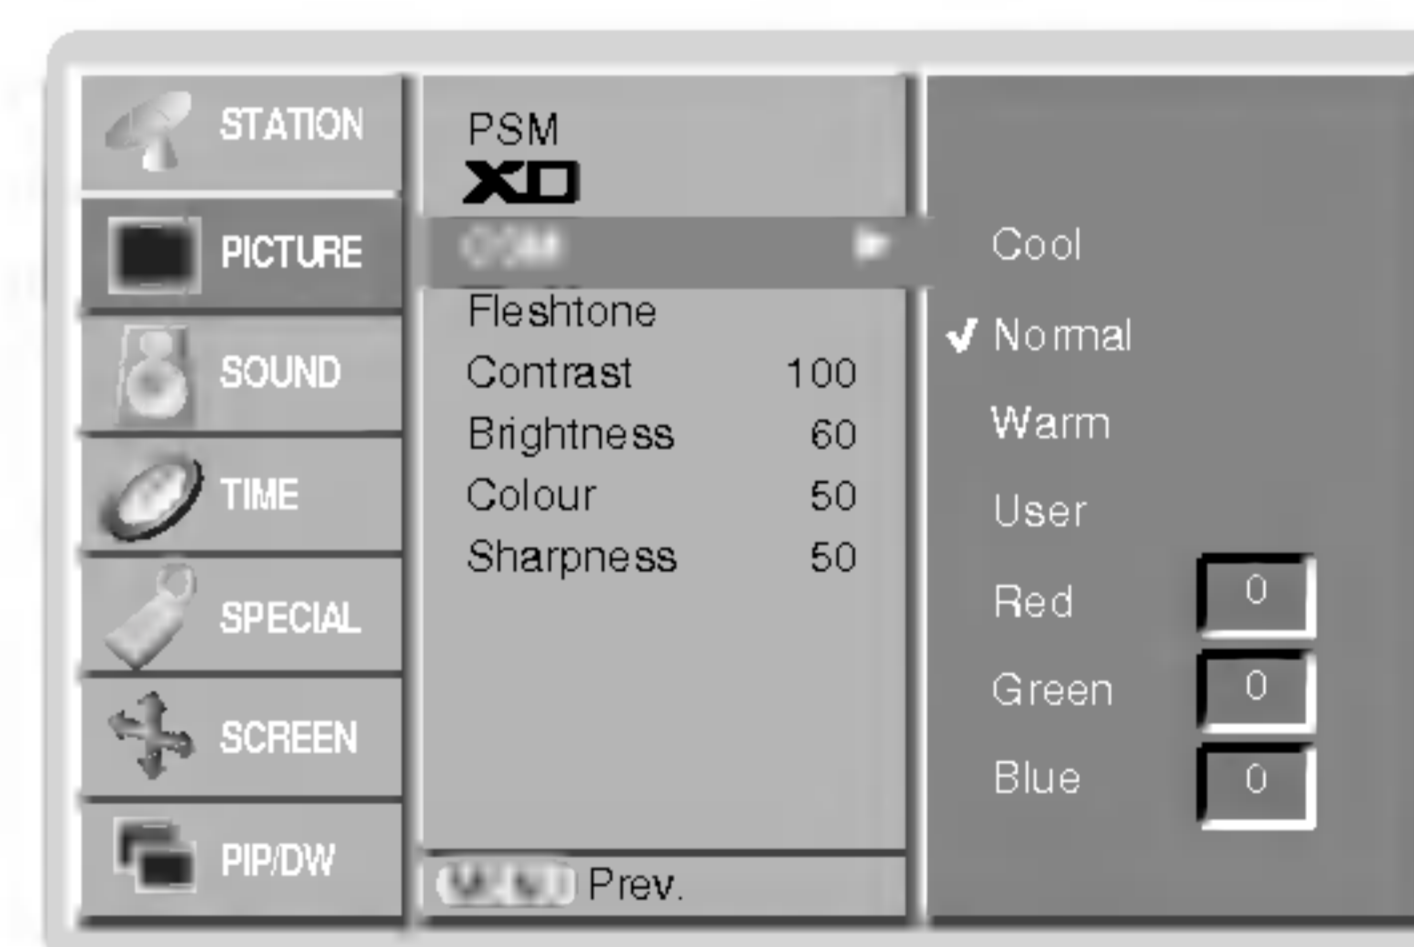 STATION
PICTURE
SOUND
TIME
SPECIAL
SCREEN
PIP/DW
PSM
XD
Fleshtone
Contrast 100
Brightness 60
Colour 50
Sharpness 50
Prev.
Cool
Normal
Warm
User
Red 0
Green 0
Blue 0